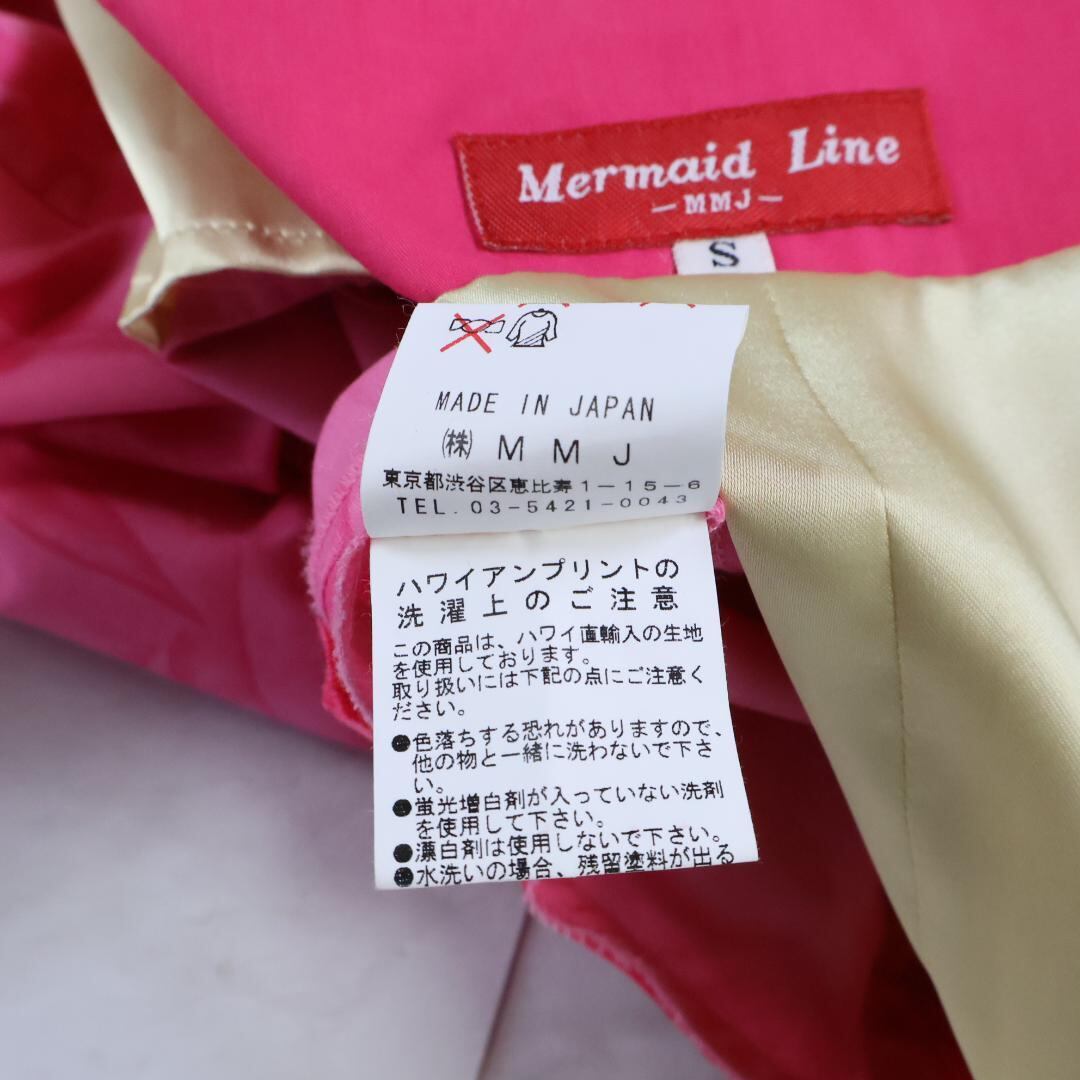 Mermaid Line
—MMJ—
S
MADE IN JAPAN
㈱ MMJ
東京都渋谷区恵比寿1-15-6
TEL. 03-5421-0043
ハワイアンプリントの
洗濯上のご注意
この商品は、ハワイ直輸入の生地
を使用しております。
取り扱いには下記の点にご注意く
ださい。
●色落ちする恐れがありますので、
他の物と一緒に洗わないで下さ
い。
●蛍光増白剤が入っていない洗剤
を使用して下さい。
●漂白剤は使用しないで下さい。
●水洗いの場合、残留塗料が出る